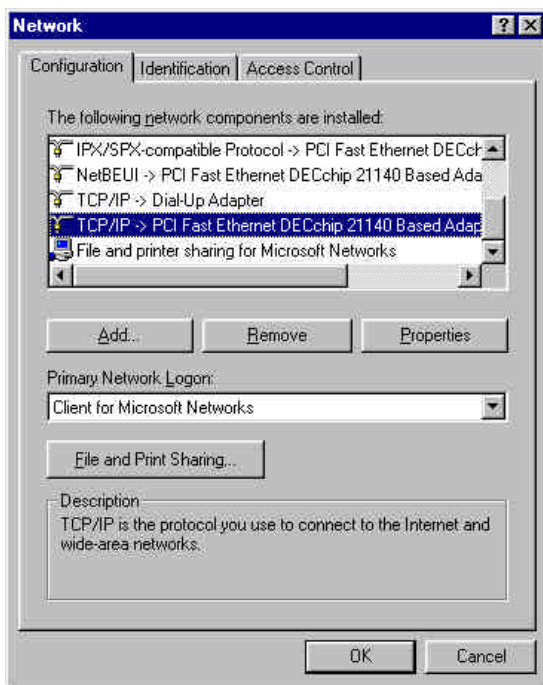 Network
Configuration Identification Access Control
The following network components are installed:
IPX/SPX-compatible Protocol -> PCI Fast Ethernet DECch
NetBEUI -> PCI Fast Ethernet DECchip 21140 Based Ada
TCP/IP -> Dial-Up Adapter
TCP/IP -> PCI Fast Ethernet DECchip 21140 Based Adap
File and printer sharing for Microsoft Networks
Add... Remove Properties
Primary Network Logon:
Client for Microsoft Networks
File and Print Sharing...
Description
TCP/IP is the protocol you use to connect to the Internet and
wide-area networks.
OK Cancel